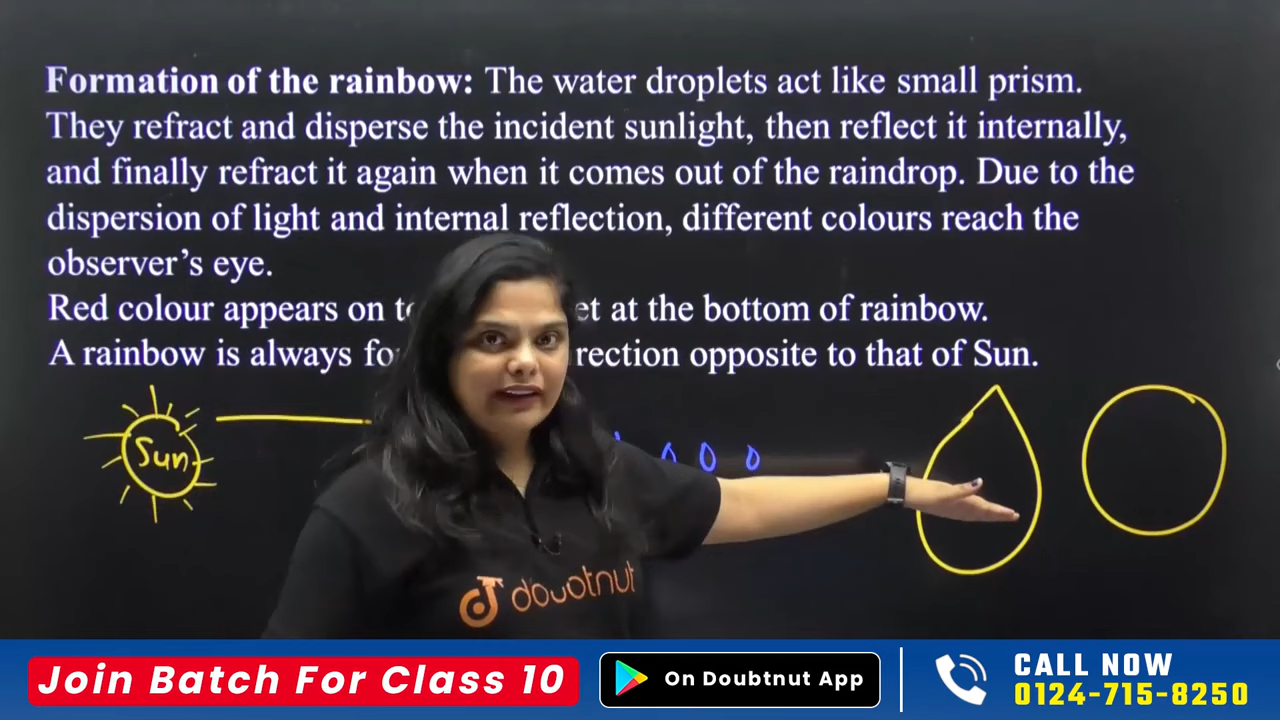 Formation of the rainbow: The water droplets act like small prism.
They refract and disperse the incident sunlight, then reflect it internally,
and finally refract it again when it comes out of the raindrop. Due to the
dispersion of light and internal reflection, different colours reach the
observer's eye.
Red colour appears on at the bottom of rainbow.
A rainbow is always opposite to that of Sun.
Sun
doubtnut
Join Batch For Class 10
On Doubtnut App
CALL NOW
0124-715-8250